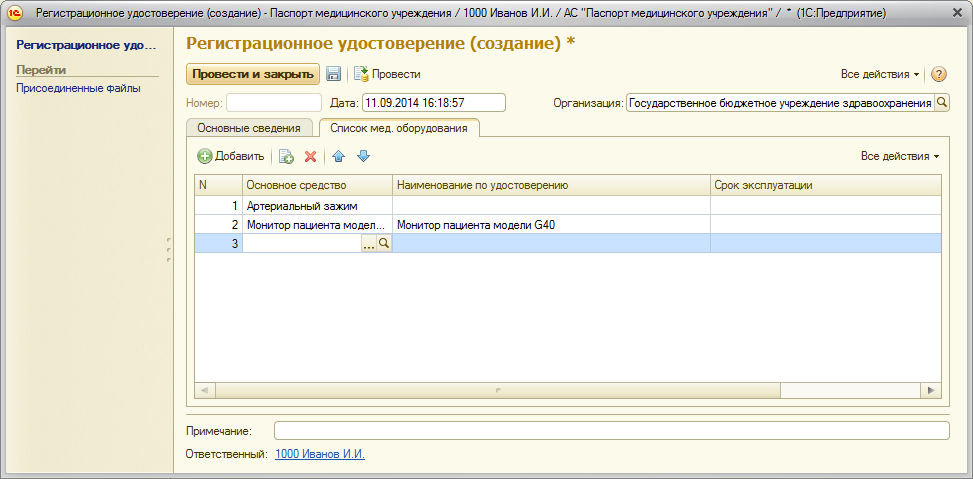 Регистрационное удостоверение (создание) - Паспорт медицинского учреждения / 1000 Иванов И.И. / АС "Паспорт медицинского учреждения" / * (1С:Предприятие)
Регистрационное удо...
Перейти
Присоединенные файлы
Регистрационное удостоверение (создание) *
Провести и закрыть Провести Все действия
Номер: Дата: 11.09.2014 16:18:57 Организация: Государственное бюджетное учреждение здравоохранения
Основные сведения Список мед. оборудования
Добавить Все действия
N Основное средство Наименование по удостоверению Срок эксплуатации
1 Артериальный зажим
2 Монитор пациента модел... Монитор пациента модели G40
3 ...
Примечание:
Ответственный: 1000 Иванов И.И.